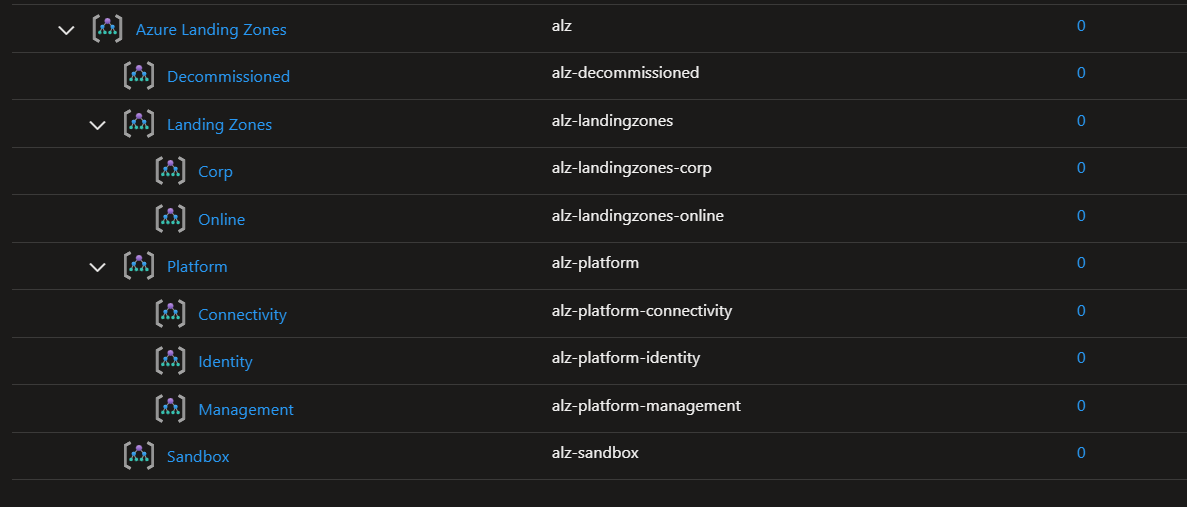 Azure Landing Zones alz 0
Decommissioned alz-decommissioned 0
Landing Zones alz-landingzones 0
Corp alz-landingzones-corp 0
Online alz-landingzones-online 0
Platform alz-platform 0
Connectivity alz-platform-connectivity 0
Identity alz-platform-identity 0
Management alz-platform-management 0
Sandbox alz-sandbox 0